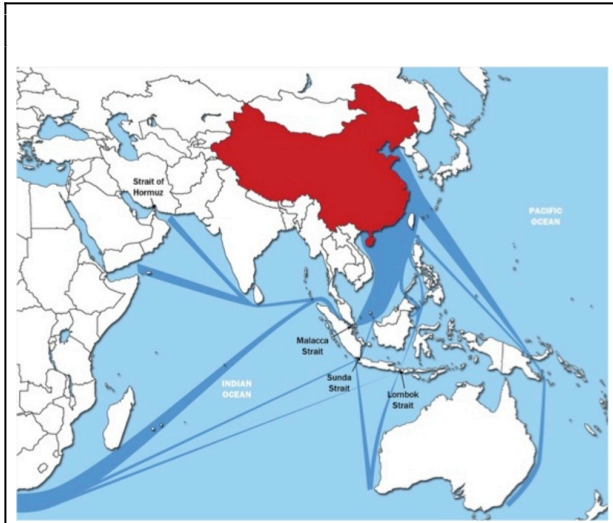 Strait of
Hormuz
PACIFIC
OCEAN
Malacca
Strait
Sunda
Strait
INDIAN
OCEAN
Lombok
Strait